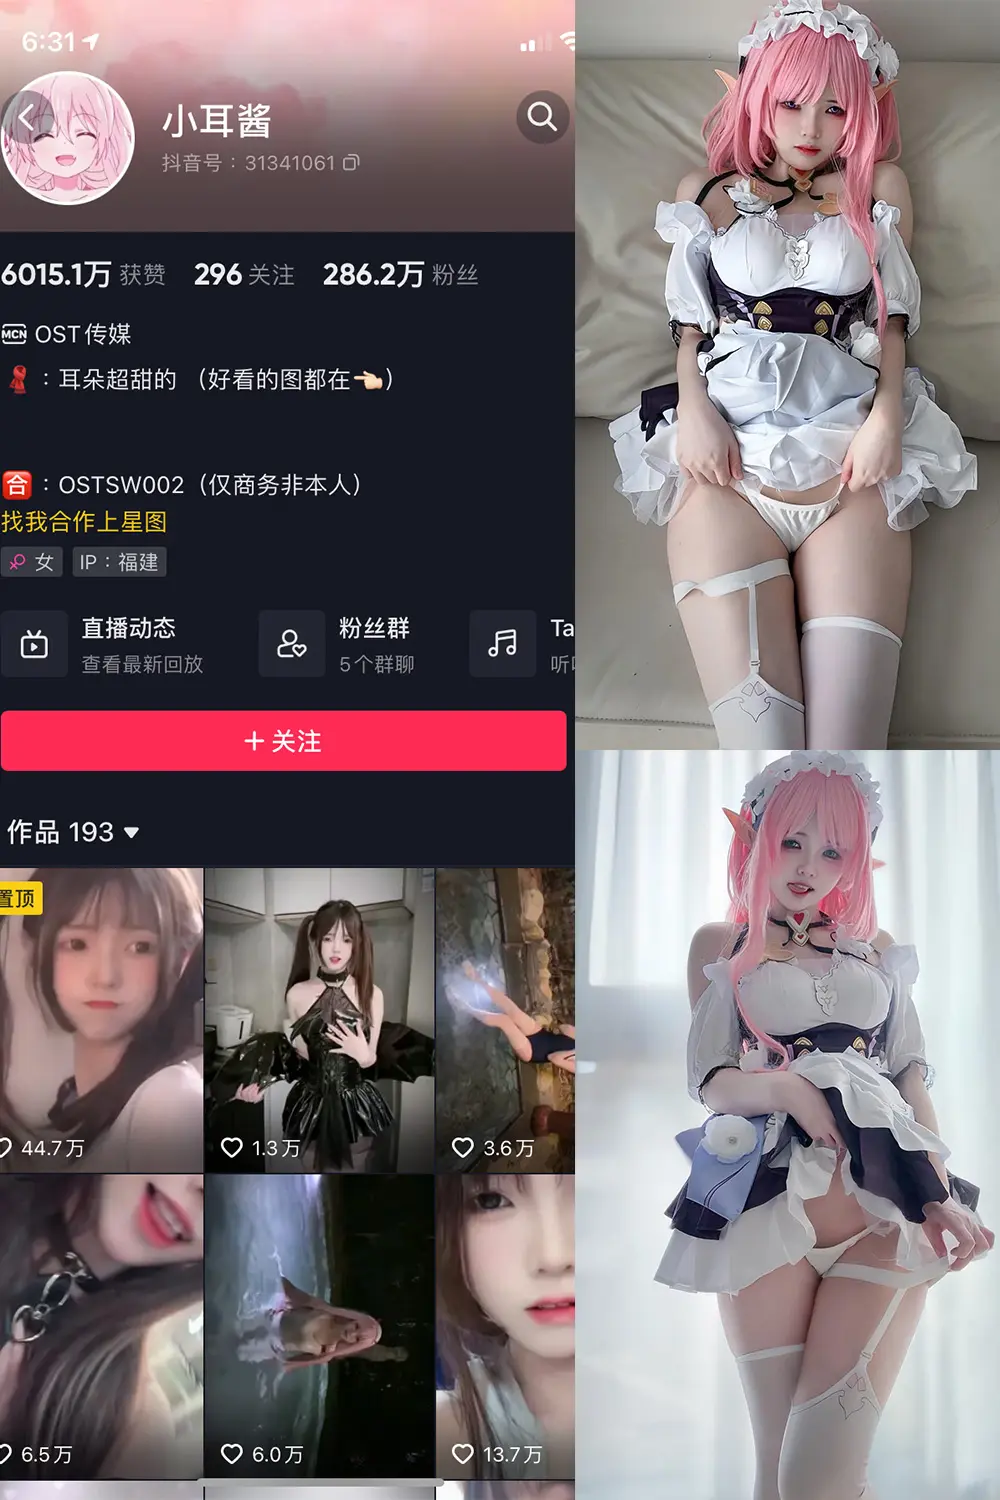 6:31
小耳酱
抖音号：31341061
6015.1万 获赞 296 关注 286.2万 粉丝
MCN OST传媒
：耳朵超甜的 （好看的图都在👈🏻）
🈴：OSTSW002（仅商务非本人）
找我合作上星图
女 IP：福建
直播动态
查看最新回放
粉丝群
5个群聊
Ta
听
+ 关注
作品 193
置顶
44.7万
1.3万
3.6万
6.5万
6.0万
13.7万